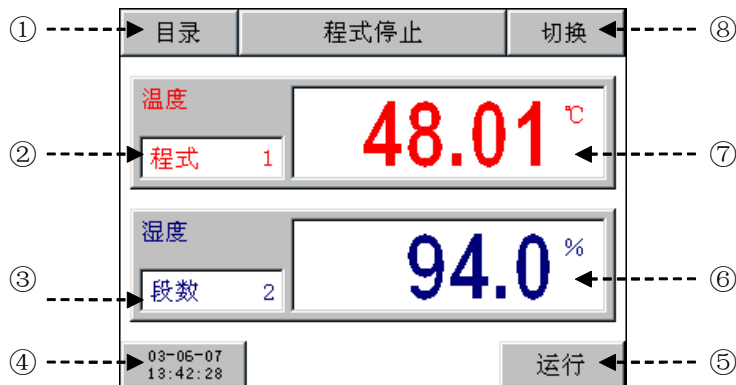 ① 目录 程式停止 切换 ⑧
温度
48.01 ℃
② 程式 1 ⑦
湿度
94.0 %
③ 段数 2 ⑥
④ 03-06-07
13:42:28
运行 ⑤